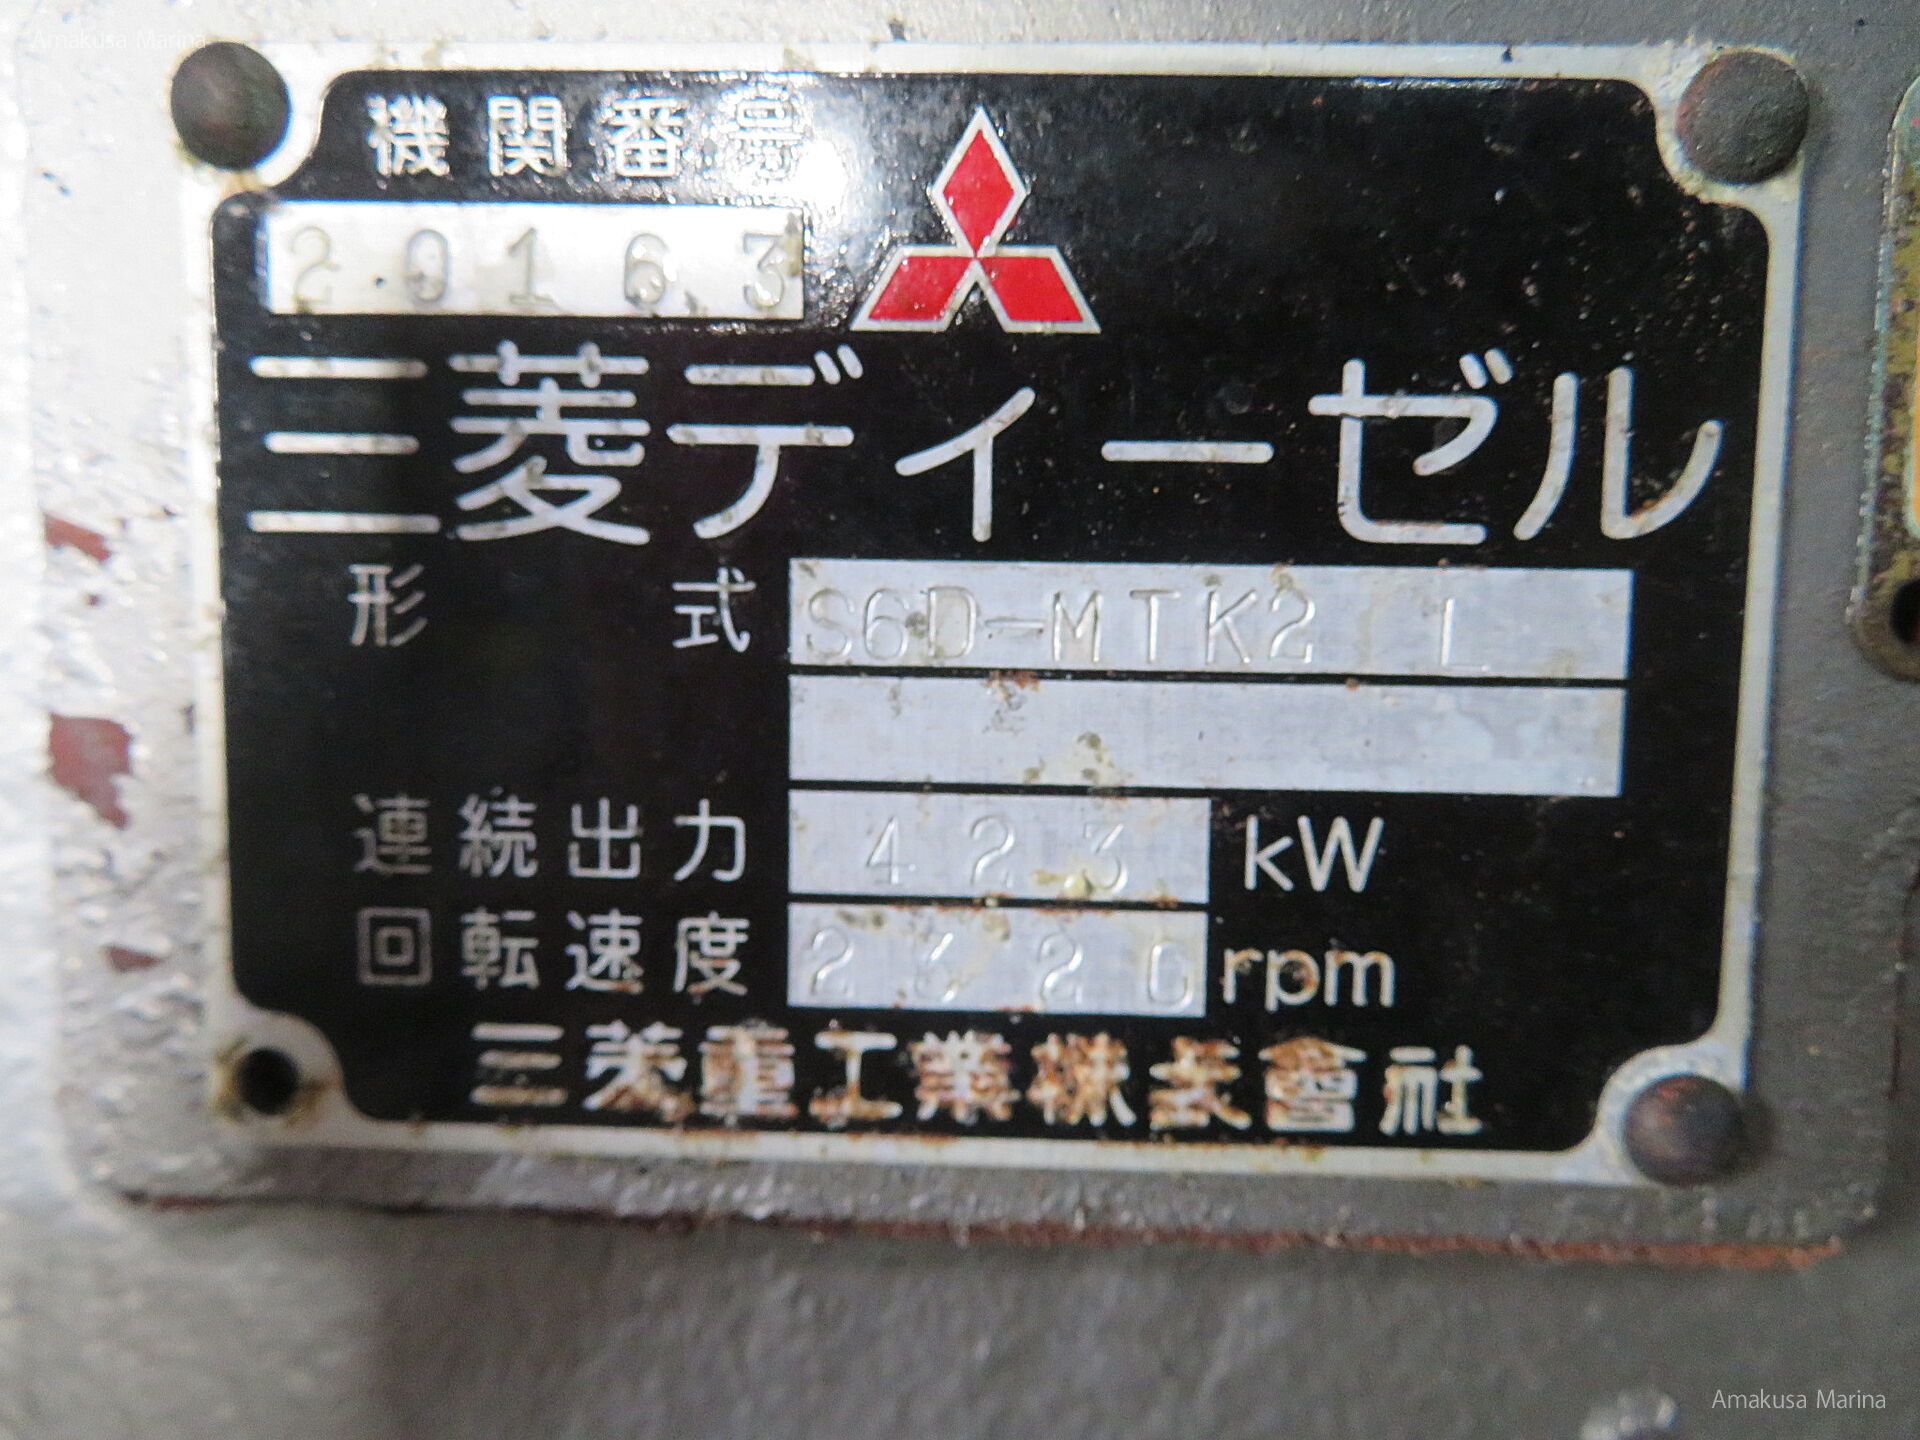 Amakusa Marina
機関番号
20163
三菱ディーゼル
形式 S6D-MTK2 L
連続出力 423 kW
回転速度 2320 rpm
三菱重工業株式會社
Amakusa Marina